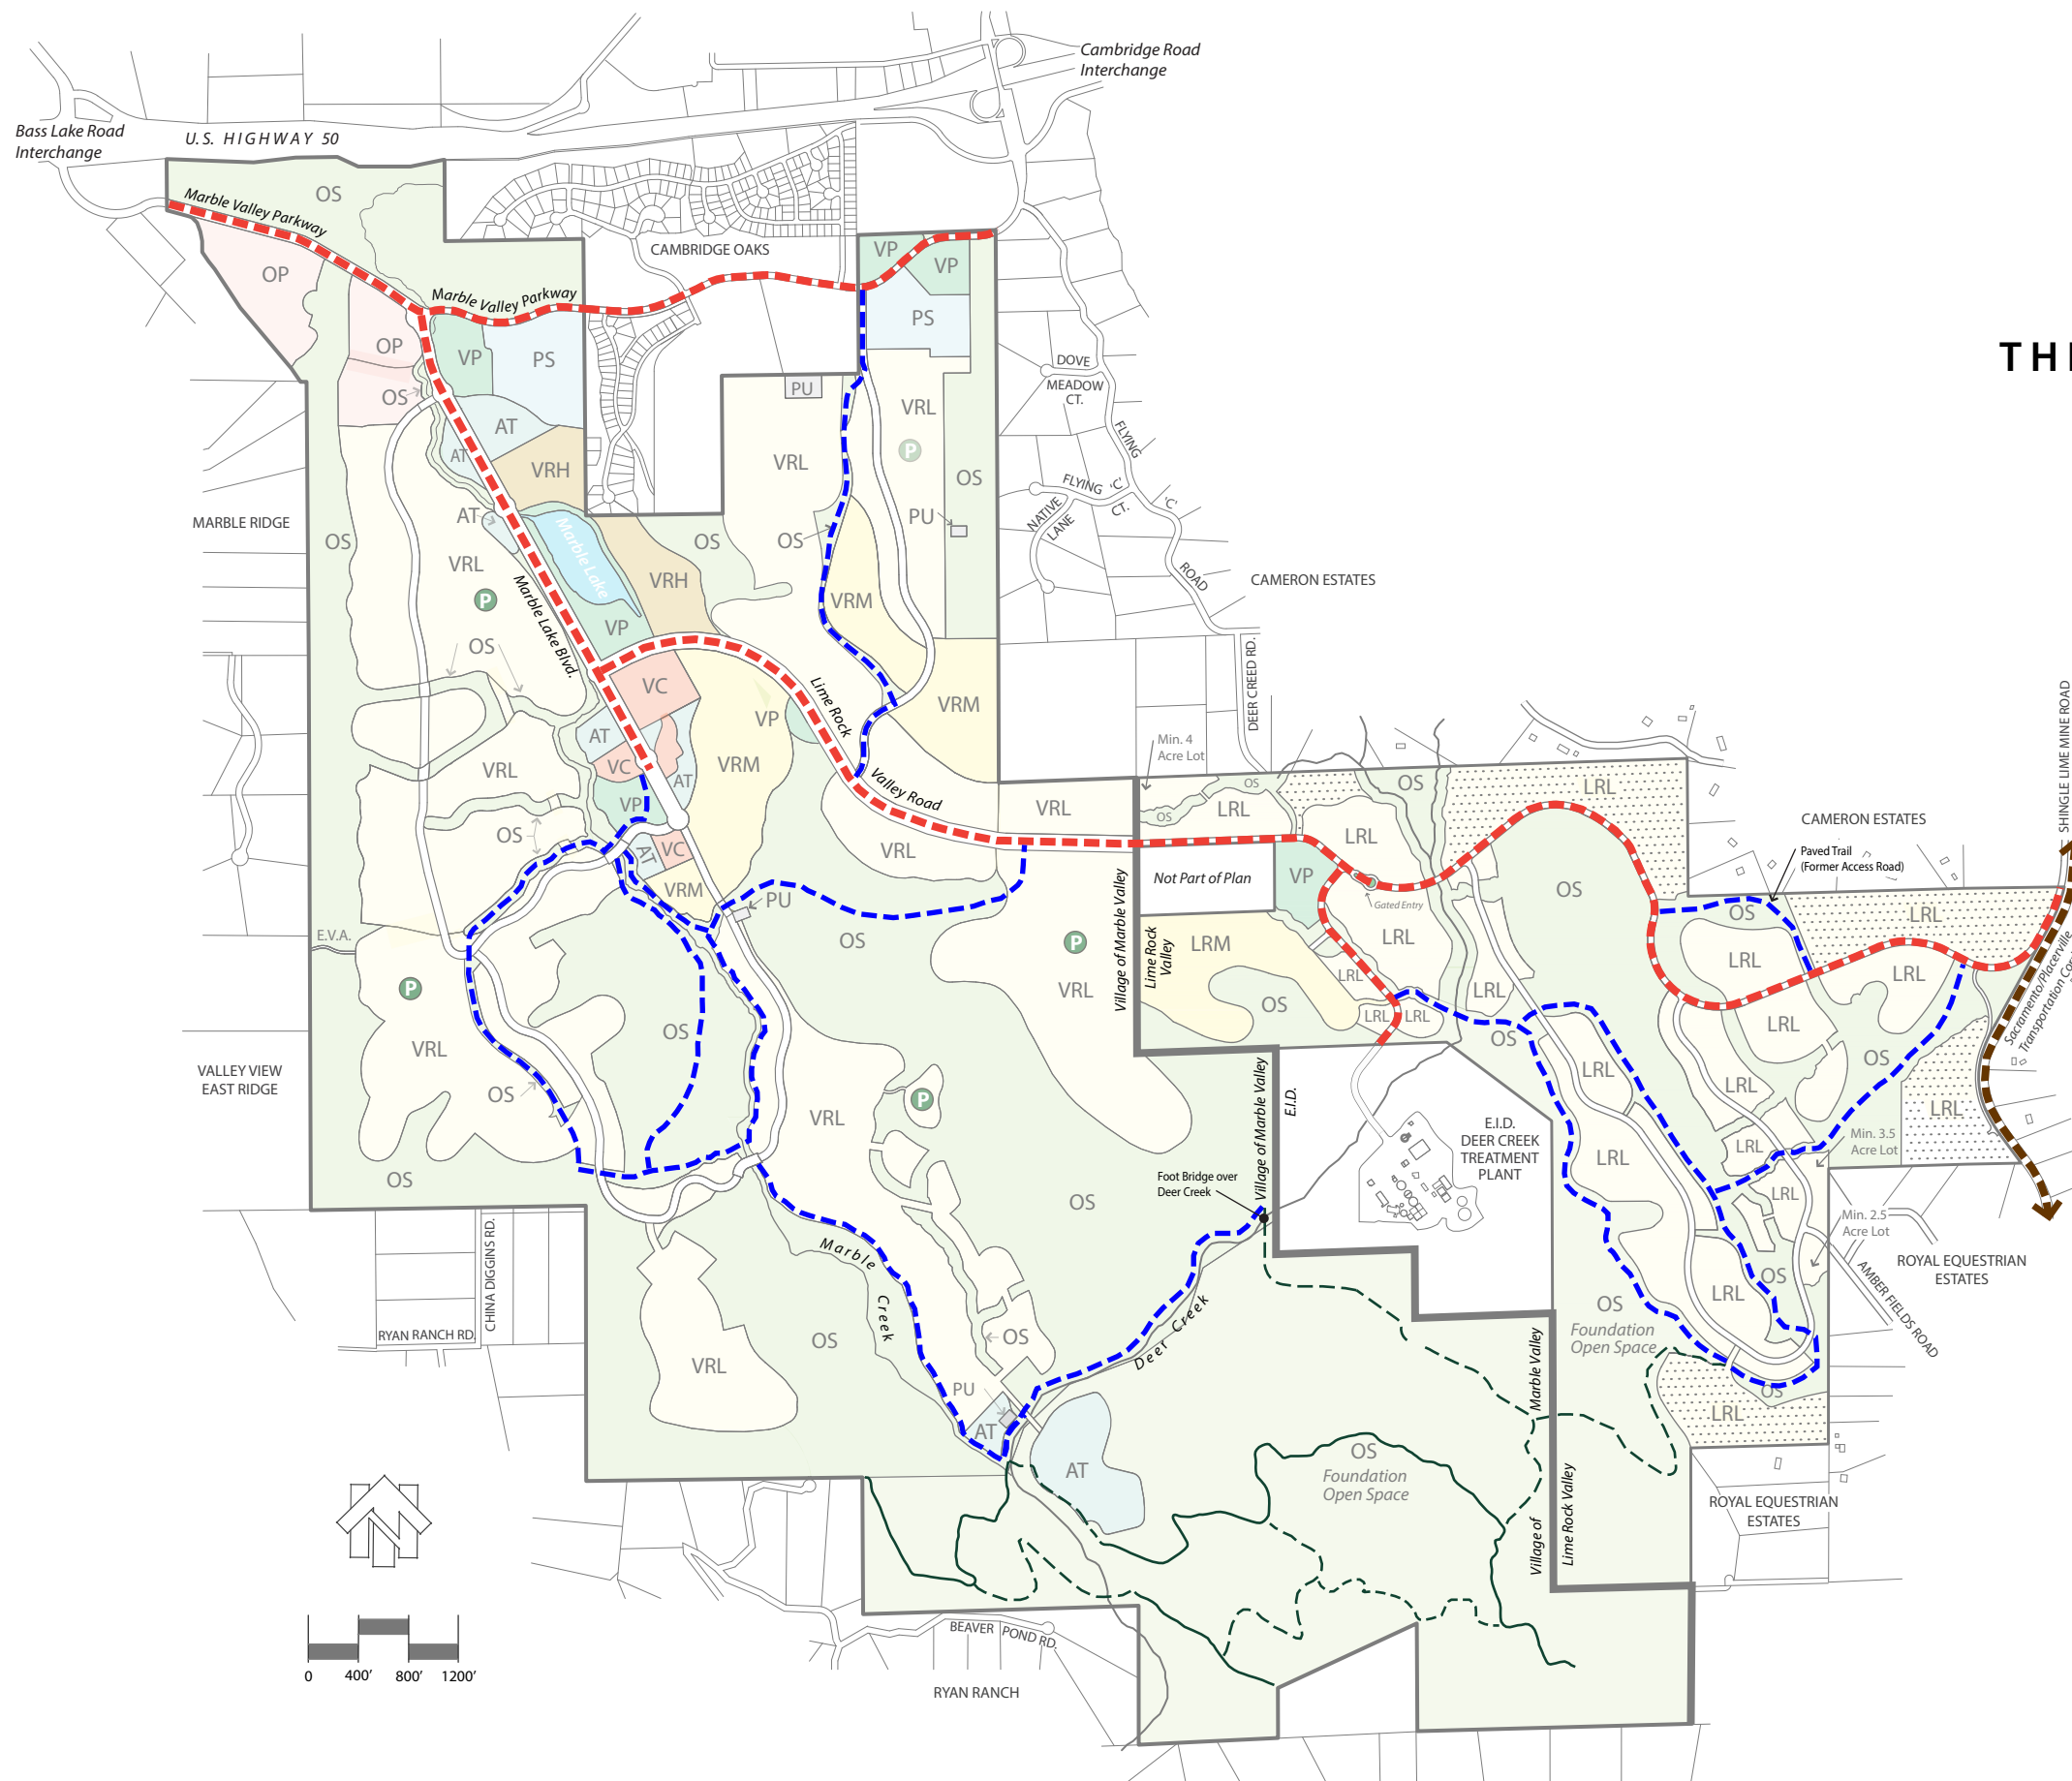 Cambridge Road
Interchange
Bass Lake Road
Interchange
U.S. HIGHWAY 50
OS
Marble Valley Parkway
CAMBRIDGE OAKS
VP
VP
OP
Marble Valley Parkway
PS
OP
VP
PS
THE
DOVE
MEADOW
CT.
PU
OS
VRL
AT
FLYING
AT
VRH
VRL
P
OS
FLYING 'C'
CT.
'C'
NATIVE
LANE
AT
PU
MARBLE RIDGE
OS
Marble Lake
OS
OS
VRL
VRH
ROAD
CAMERON ESTATES
P
Marble Lake Blvd.
VRM
VP
OS
DEER CREED RD.
VC
Lime Rock
VRM
VP
SHINGLE LIME MINE ROAD
AT
Min. 4
Acre Lot
VC
VRM
VRL
AT
Valley Road
OS
OS
LRL
VP
VRL
LRL
OS
CAMERON ESTATES
OS
LRL
AT
VC
VRL
Paved Trail
(Former Access Road)
Not Part of Plan
VP
OS
VRM
PU
Gated Entry
OS
LRL
E.V.A.
OS
P
Village of Marble Valley
Lime Rock
Valley
LRM
LRL
LRL
LRL
LRL
P
VRL
OS
LRL
LRL
LRL
LRL
Sacramento/Placerville
Transportation Cor
OS
OS
VRL
OS
VALLEY VIEW
EAST RIDGE
LRL
LRL
OS
P
VRL
Village of Marble Valley
E.I.D.
E.I.D.
DEER CREEK
TREATMENT
PLANT
LRL
Min. 3.5
Acre Lot
LRL
LRL
OS
Foot Bridge over
Deer Creek
OS
LRL
Min. 2.5
Acre Lot
CHINA DIGGINS RD.
Marble
Creek
ROYAL EQUESTRIAN
ESTATES
AMBER FIELDS ROAD
OS
LRL
OS
Foundation
Open Space
RYAN RANCH RD.
OS
OS
Deer Creek
VRL
Marble Valley
PU
OS
LRL
AT
OS
Foundation
Open Space
AT
Village of
Lime Rock Valley
ROYAL EQUESTRIAN
ESTATES
BEAVER POND RD.
0 400’ 800’ 1200’
RYAN RANCH